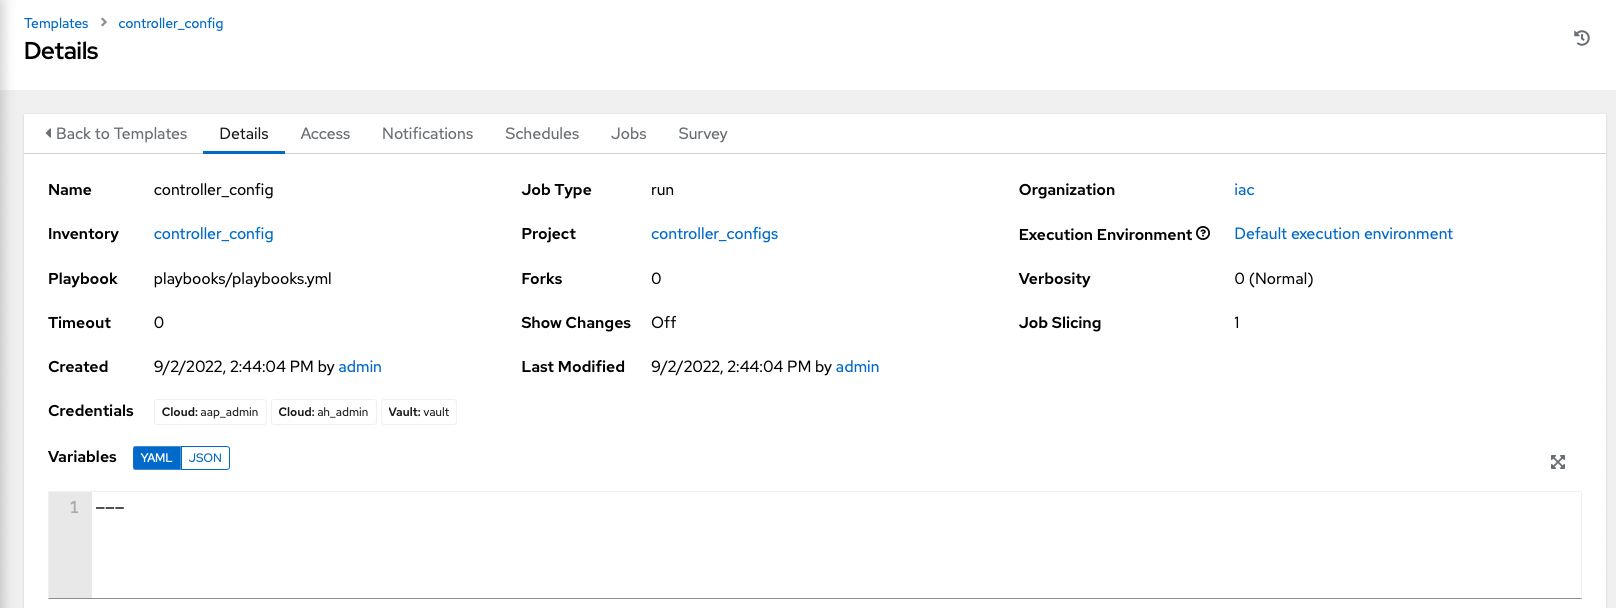 Templates > controller_config
Details
Back to Templates Details Access Notifications Schedules Jobs Survey
Name controller_config Job Type run Organization iac
Inventory controller_config Project controller_configs Execution Environment Default execution environment
Playbook playbooks/playbooks.yml Forks 0 Verbosity 0 (Normal)
Timeout 0 Show Changes Off Job Slicing 1
Created 9/2/2022, 2:44:04 PM by admin Last Modified 9/2/2022, 2:44:04 PM by admin
Credentials Cloud: aap_admin Cloud: ah_admin Vault: vault
Variables YAML JSON
1 ---